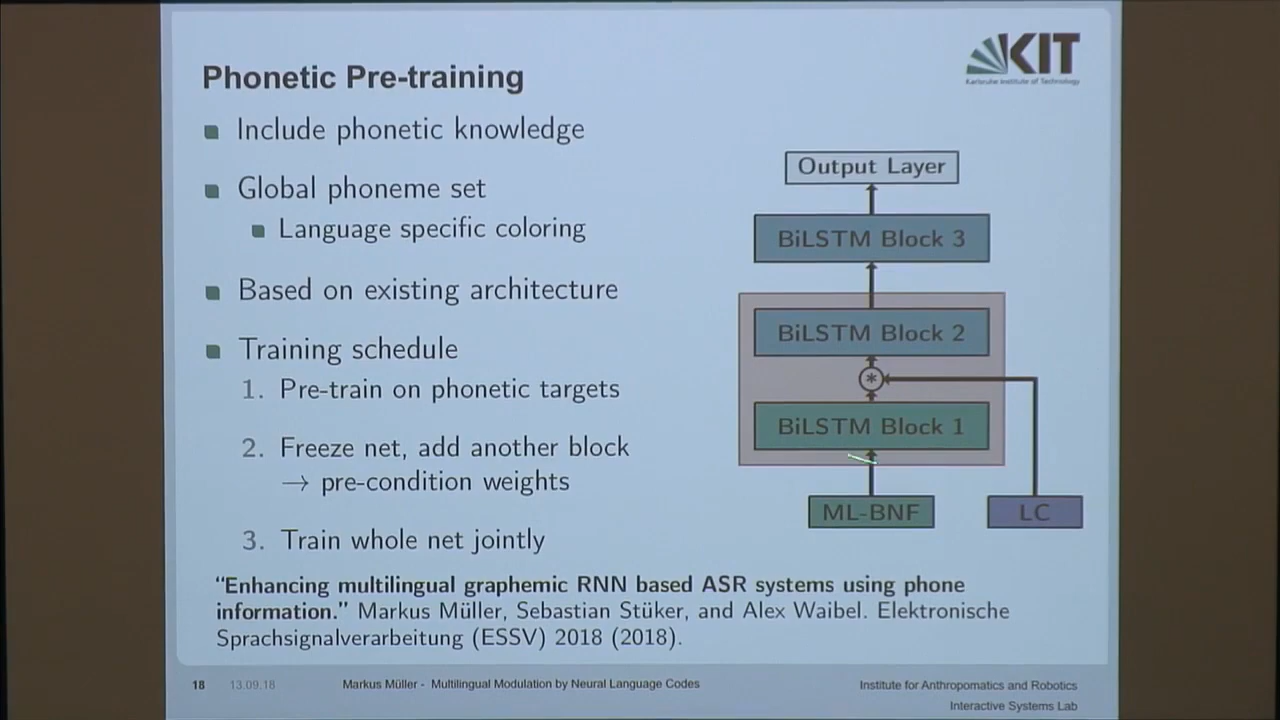 KIT
Karlsruhe Institute of Technology
Phonetic Pre-training
Include phonetic knowledge
Global phoneme set
Language specific coloring
Based on existing architecture
Training schedule
1. Pre-train on phonetic targets
2. Freeze net, add another block
→ pre-condition weights
3. Train whole net jointly
Output Layer
BiLSTM Block 3
BiLSTM Block 2
*
BiLSTM Block 1
ML-BNF
LC
“Enhancing multilingual graphemic RNN based ASR systems using phone
information.” Markus Müller, Sebastian Stüker, and Alex Waibel. Elektronische
Sprachsignalverarbeitung (ESSV) 2018 (2018).
18
13.09.18
Markus Müller - Multilingual Modulation by Neural Language Codes
Institute for Anthropomatics and Robotics
Interactive Systems Lab